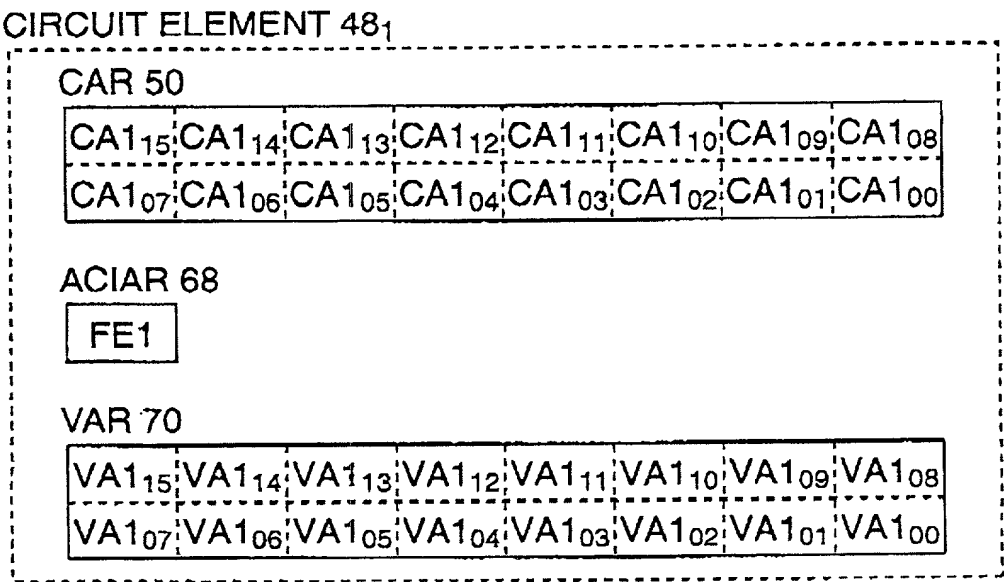 CIRCUIT ELEMENT 48₁
CAR 50
CA1₁₅ CA1₁₄ CA1₁₃ CA1₁₂ CA1₁₁ CA1₁₀ CA1₀₉ CA1₀₈
CA1₀₇ CA1₀₆ CA1₀₅ CA1₀₄ CA1₀₃ CA1₀₂ CA1₀₁ CA1₀₀
ACIAR 68
FE1
VAR 70
VA1₁₅ VA1₁₄ VA1₁₃ VA1₁₂ VA1₁₁ VA1₁₀ VA1₀₉ VA1₀₈
VA1₀₇ VA1₀₆ VA1₀₅ VA1₀₄ VA1₀₃ VA1₀₂ VA1₀₁ VA1₀₀